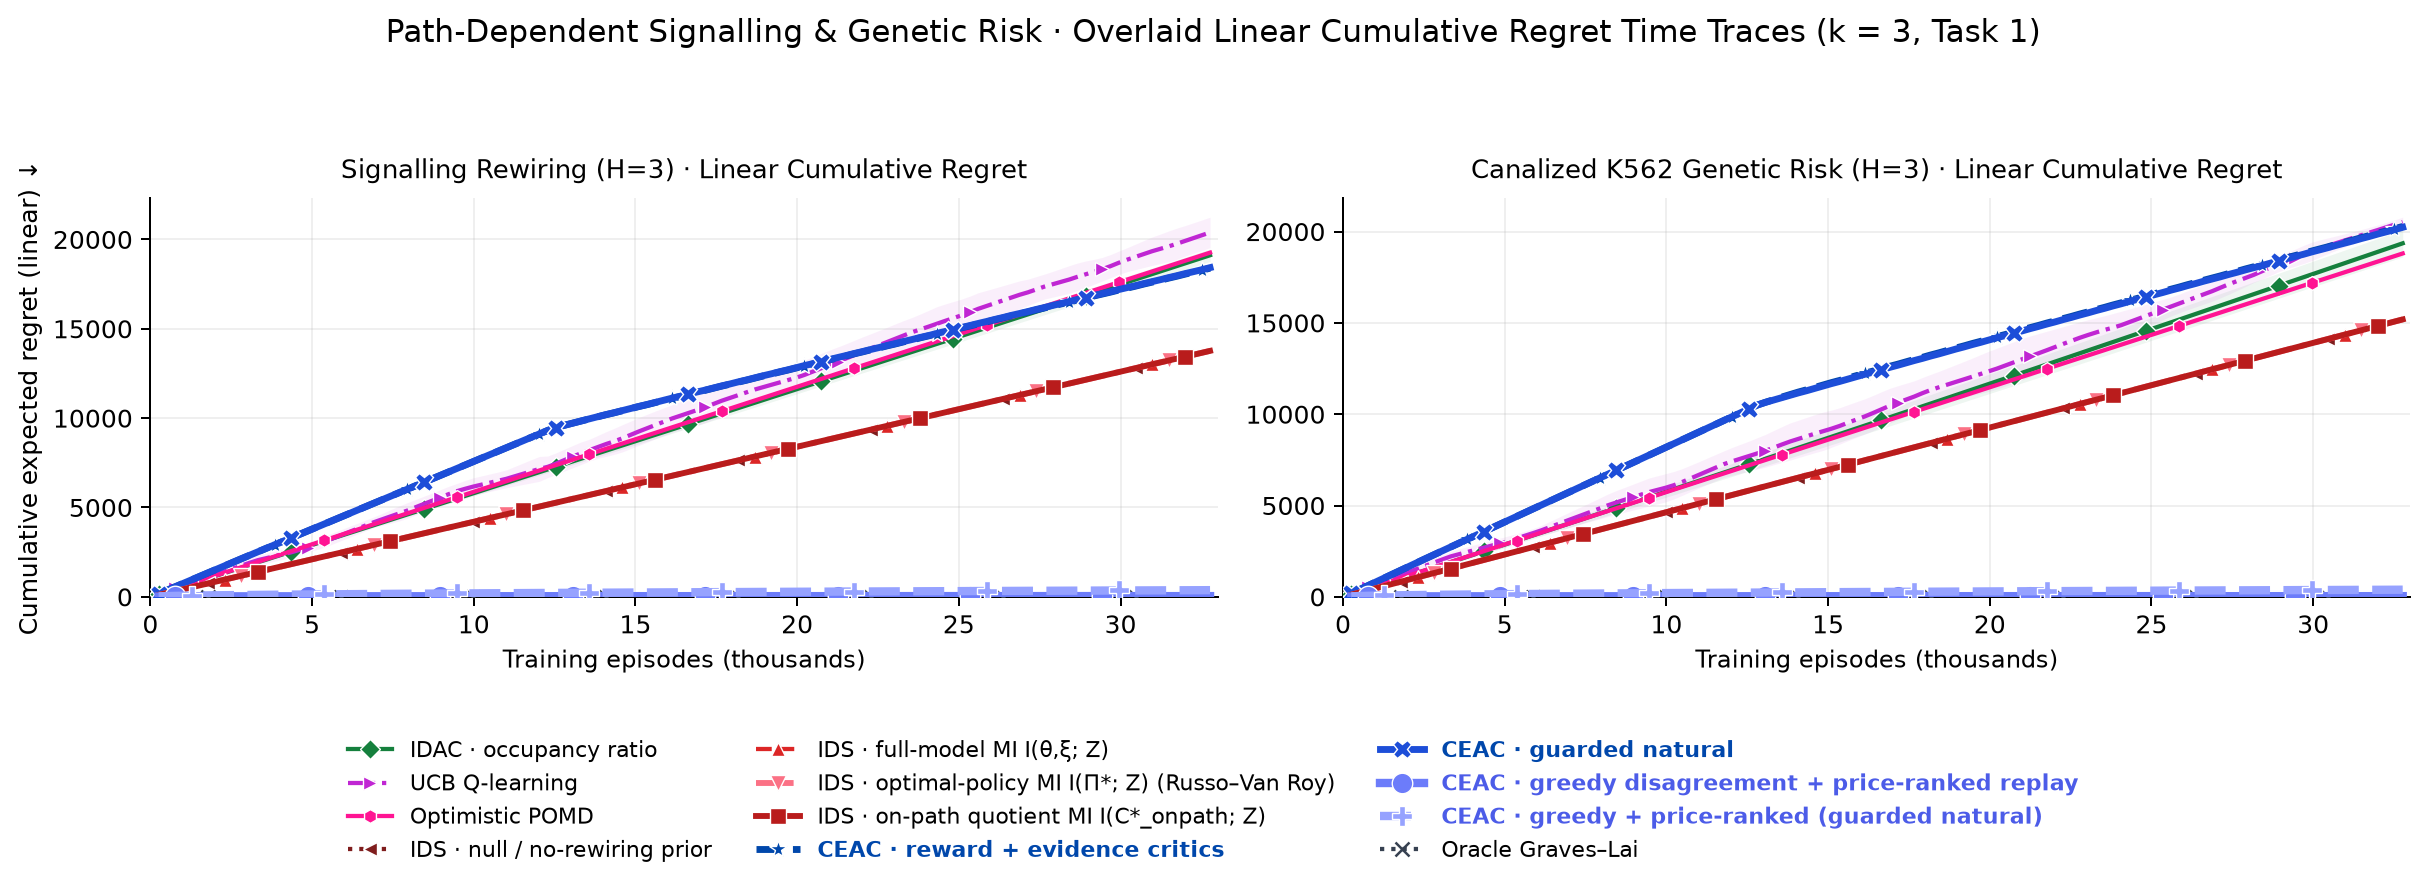 Path-Dependent Signalling & Genetic Risk · Overlaid Linear Cumulative Regret Time Traces (k = 3, Task 1)
Signalling Rewiring (H=3) · Linear Cumulative Regret
Cumulative expected regret (linear) ↓
20000
15000
10000
5000
0
0 5 10 15 20 25 30
Training episodes (thousands)
Canalized K562 Genetic Risk (H=3) · Linear Cumulative Regret
20000
15000
10000
5000
0
0 5 10 15 20 25 30
Training episodes (thousands)
IDAC · occupancy ratio
UCB Q-learning
Optimistic POMD
IDS · null / no-rewiring prior
IDS · full-model MI I(θ,ξ; Z)
IDS · optimal-policy MI I(Π*; Z) (Russo–Van Roy)
IDS · on-path quotient MI I(C*_onpath; Z)
CEAC · reward + evidence critics
CEAC · guarded natural
CEAC · greedy disagreement + price-ranked replay
CEAC · greedy + price-ranked (guarded natural)
Oracle Graves–Lai